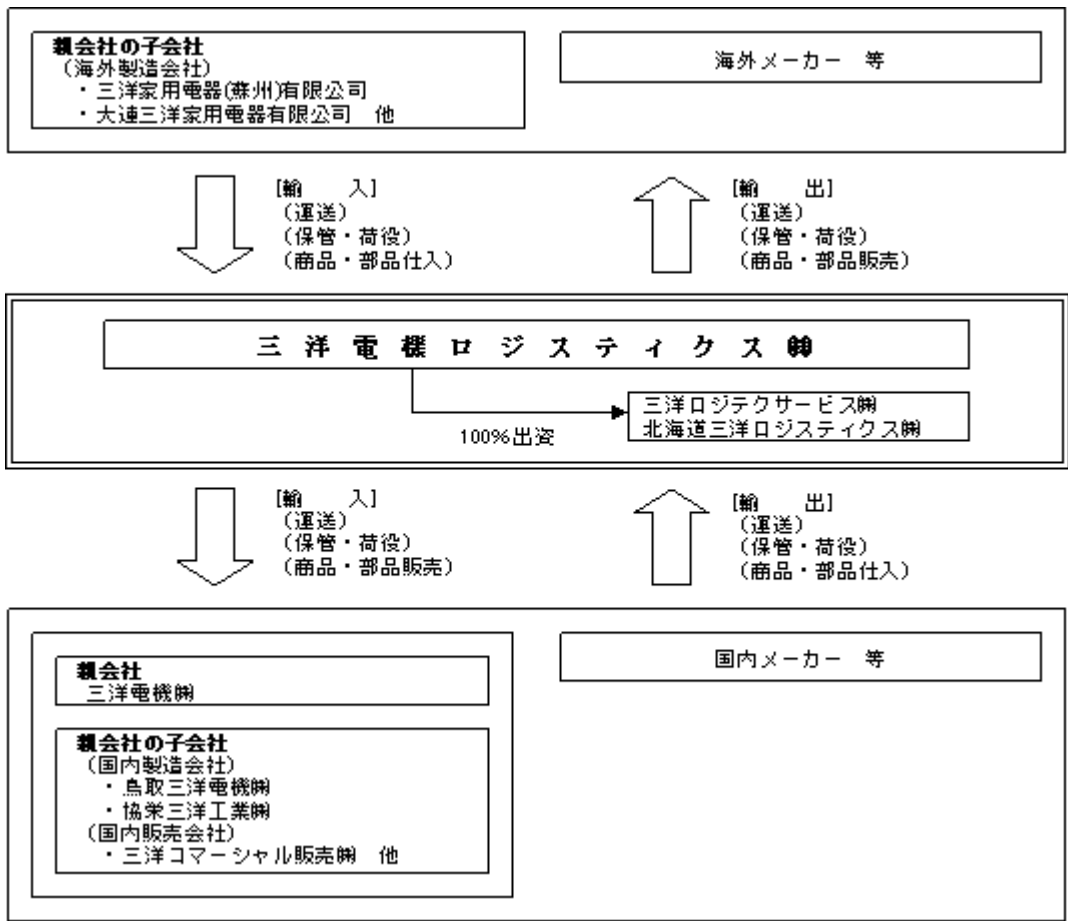 親会社の子会社
（海外製造会社）
・三洋家用電器(蘇州)有限公司
・大連三洋家用電器有限公司　他
海外メーカー　等
[輸　　入]
（運送）
（保管・荷役）
（商品・部品仕入）
[輸　　出]
（運送）
（保管・荷役）
（商品・部品販売）
三洋電機ロジスティクス㈱
100%出資
三洋ロジテクサービス㈱
北海道三洋ロジスティクス㈱
[輸　　入]
（運送）
（保管・荷役）
（商品・部品販売）
[輸　　出]
（運送）
（保管・荷役）
（商品・部品仕入）
親会社
三洋電機㈱
親会社の子会社
（国内製造会社）
・鳥取三洋電機㈱
・協栄三洋工業㈱
（国内販売会社）
・三洋コマーシャル販売㈱　他
国内メーカー　等